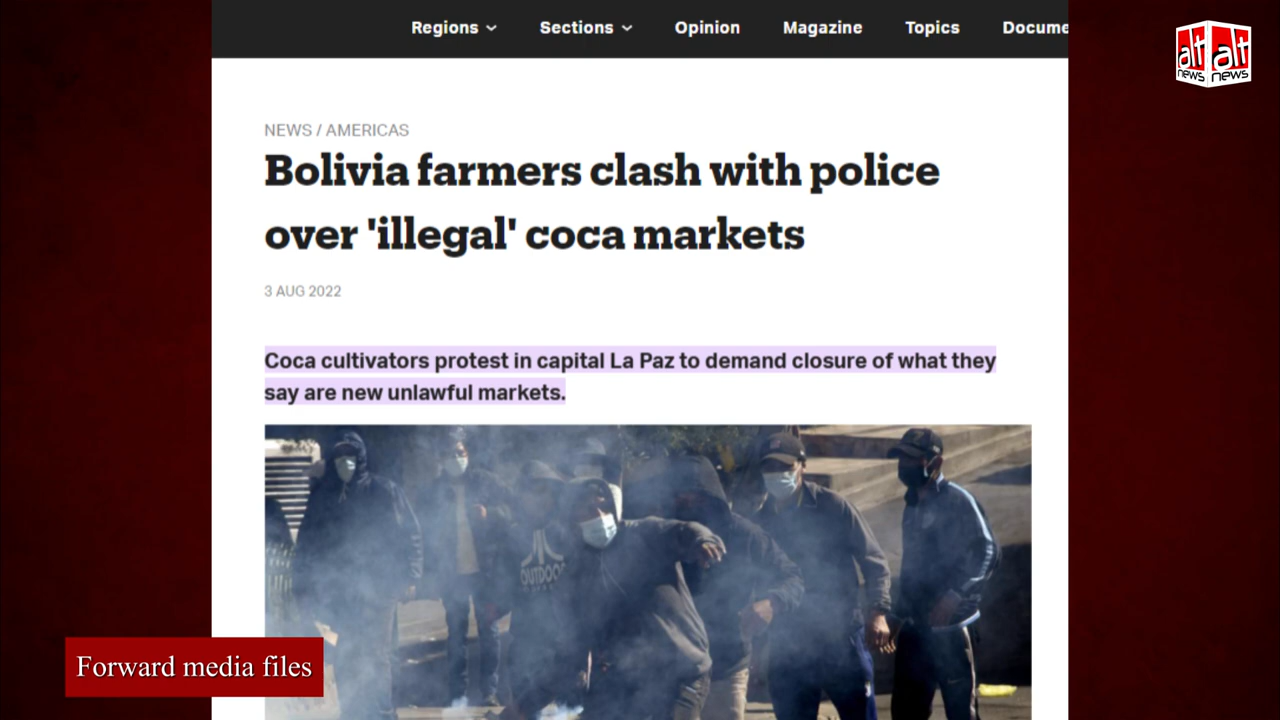 Regions Sections Opinion Magazine Topics Docume
alt alt
news news
NEWS / AMERICAS
Bolivia farmers clash with police
over 'illegal' coca markets
3 AUG 2022
Coca cultivators protest in capital La Paz to demand closure of what they
say are new unlawful markets.
OUTDOO
Forward media files